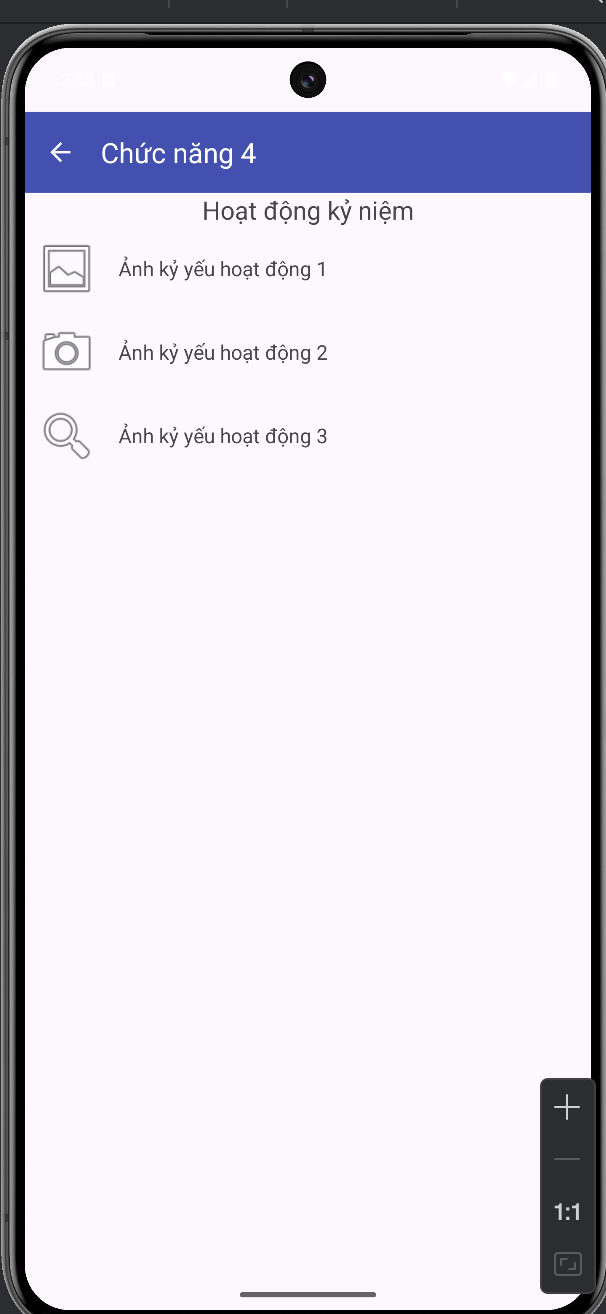 Chức năng 4
Hoạt động kỷ niệm
Ảnh kỷ yếu hoạt động 1
Ảnh kỷ yếu hoạt động 2
Ảnh kỷ yếu hoạt động 3
1:1